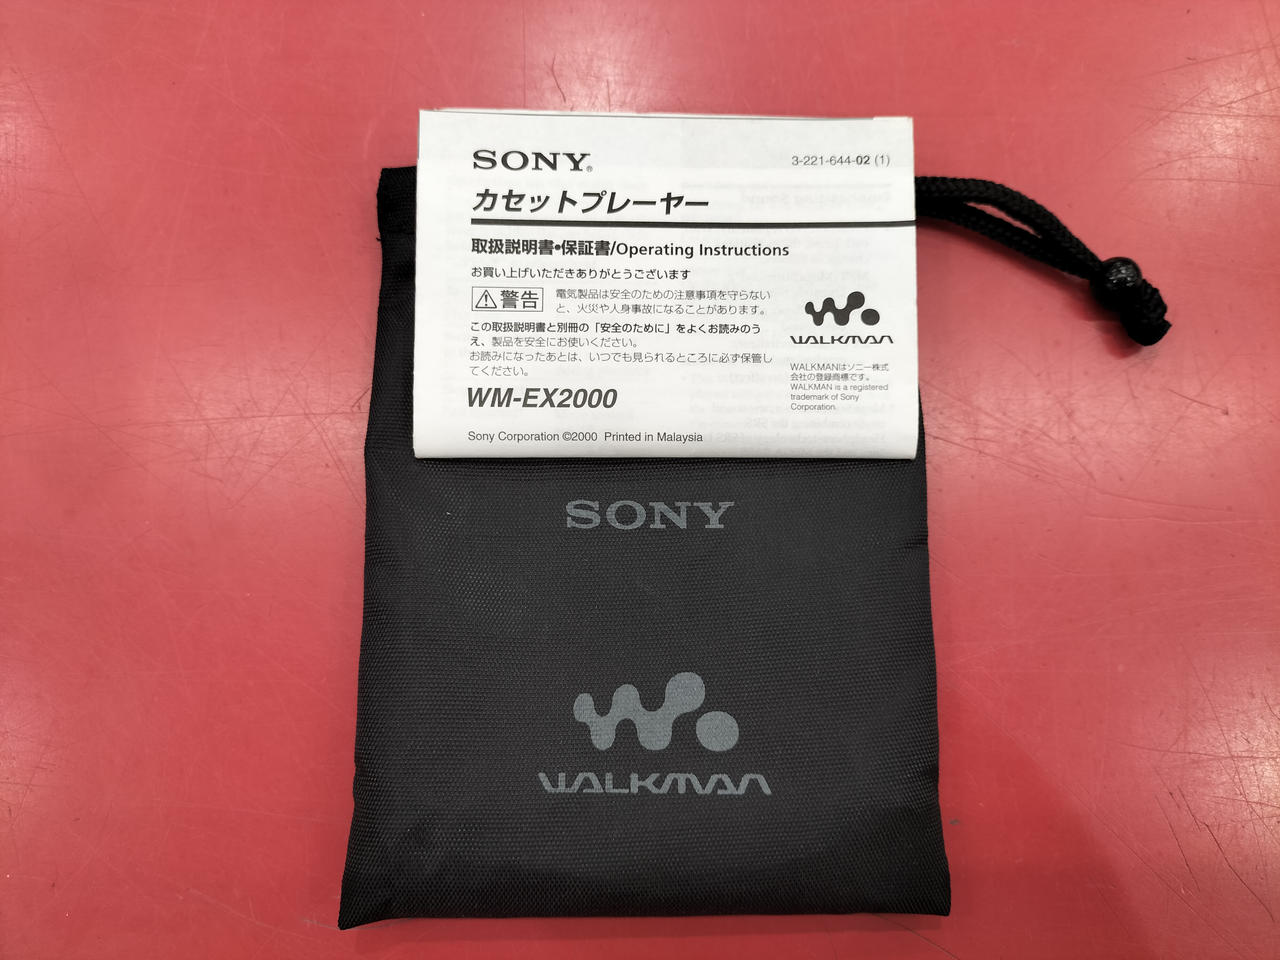 SONY®
3-221-644-02 (1)
カセットプレーヤー
取扱説明書・保証書/Operating Instructions
お買い上げいただきありがとうございます
警告
電気製品は安全のための注意事項を守らない
と、火災や人身事故になることがあります。
この取扱説明書と別冊の「安全のために」をよくお読みのう
え、製品を安全にお使いください。
お読みになったあとは、いつでも見られるところに必ず保管し
てください。
WM-EX2000
Sony Corporation ©2000 Printed in Malaysia
WALKMAN
WALKMANはソニー株式
会社の登録商標です。
WALKMAN is a registered
trademark of Sony
Corporation.
SONY
WALKMAN